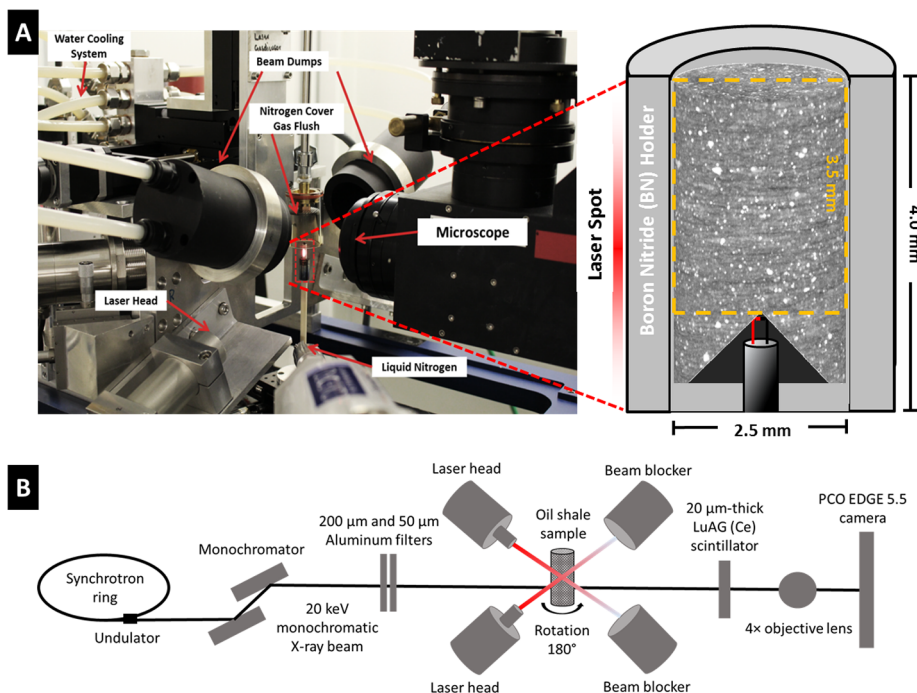 A
Water Cooling
System
Beam Dumps
Nitrogen Cover
Gas Flush
Microscope
Laser Head
Liquid Nitrogen
Laser Spot
Boron Nitride (BN) Holder
3.5 mm
4.0 mm
2.5 mm
B
Synchrotron
ring
Undulator
Monochromator
20 keV
monochromatic
X-ray beam
200 µm and 50 µm
Aluminum filters
Laser head
Laser head
Oil shale
sample
Rotation
180°
Beam blocker
Beam blocker
20 µm-thick
LuAG (Ce)
scintillator
4× objective lens
PCO EDGE 5.5
camera